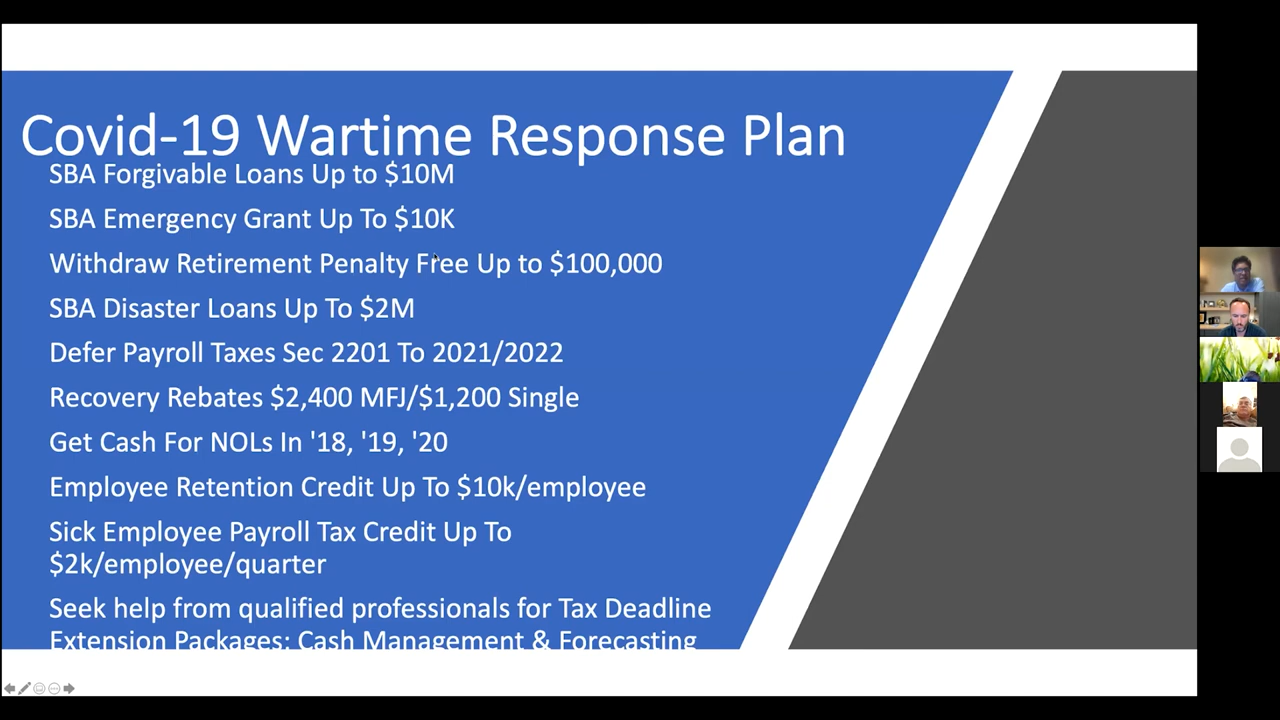 Covid-19 Wartime Response Plan
SBA Forgivable Loans Up to $10M
SBA Emergency Grant Up To $10K
Withdraw Retirement Penalty Free Up to $100,000
SBA Disaster Loans Up To $2M
Defer Payroll Taxes Sec 2201 To 2021/2022
Recovery Rebates $2,400 MFJ/$1,200 Single
Get Cash For NOLs In '18, '19, '20
Employee Retention Credit Up To $10k/employee
Sick Employee Payroll Tax Credit Up To
$2k/employee/quarter
Seek help from qualified professionals for Tax Deadline
Extension Packages: Cash Management & Forecasting